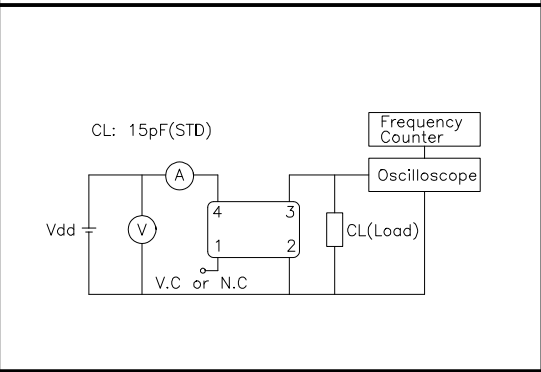 CL: 15pF(STD)
Frequency
Counter
Oscilloscope
A
4
3
Vdd
V
CL(Load)
1
2
V.C or N.C